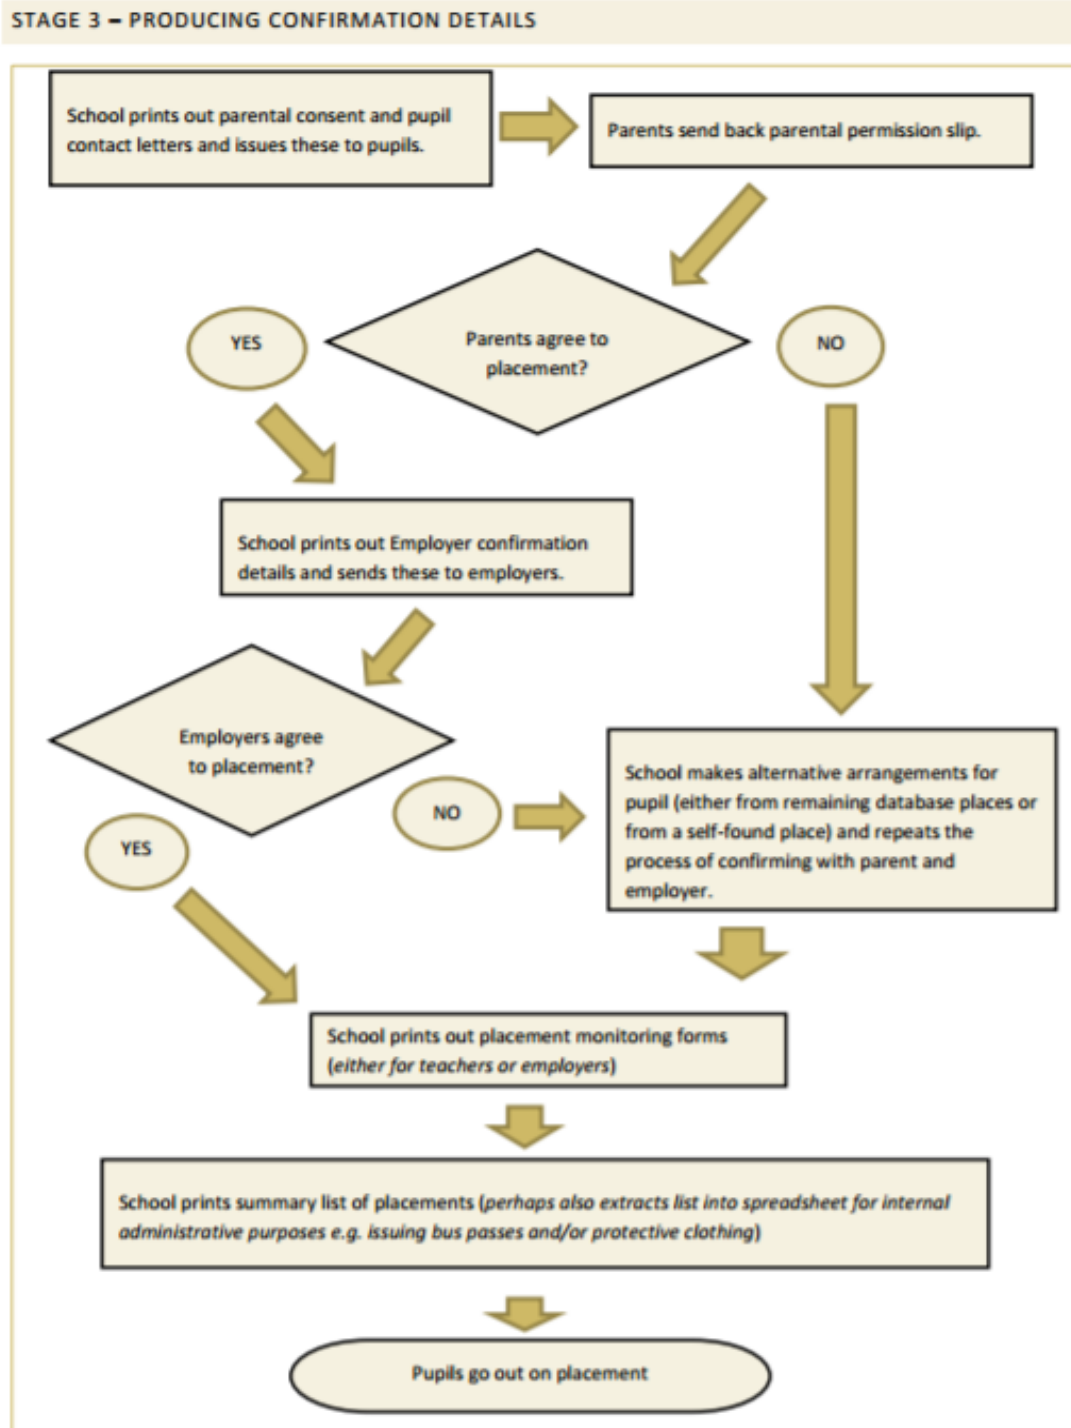 STAGE 3 – PRODUCING CONFIRMATION DETAILS
School prints out parental consent and pupil
contact letters and issues these to pupils.
Parents send back parental permission slip.
Parents agree to
placement?
YES
NO
School prints out Employer confirmation
details and sends these to employers.
Employers agree
to placement?
YES
NO
School makes alternative arrangements for
pupil (either from remaining database places or
from a self-found place) and repeats the
process of confirming with parent and
employer.
School prints out placement monitoring forms
(either for teachers or employers)
School prints summary list of placements (perhaps also extracts list into spreadsheet for internal
administrative purposes e.g. issuing bus passes and/or protective clothing)
Pupils go out on placement